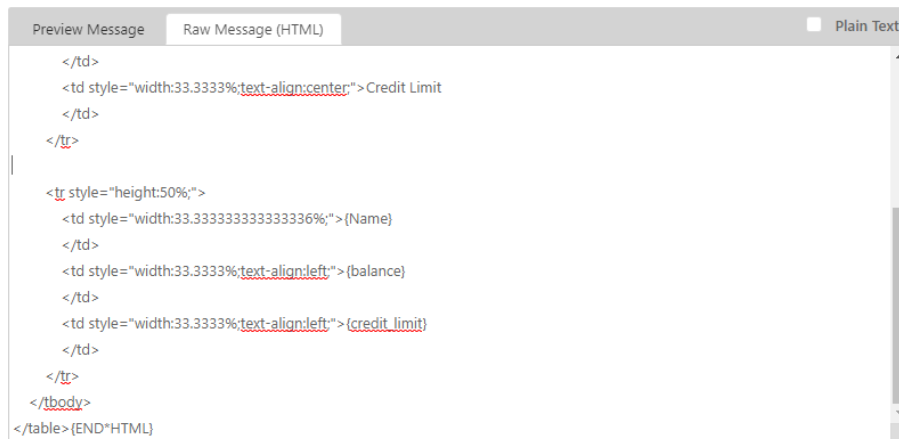 Preview Message Raw Message (HTML) Plain Text
</td>
<td style="width:33.3333%;text-align:center;">Credit Limit
</td>
</tr>
<tr style="height:50%;">
<td style="width:33.333333333333336%;">{Name}
</td>
<td style="width:33.3333%;text-align:left;">{balance}
</td>
<td style="width:33.3333%;text-align:left;">{credit_limit}
</td>
</tr>
</tbody>
</table>{END*HTML}